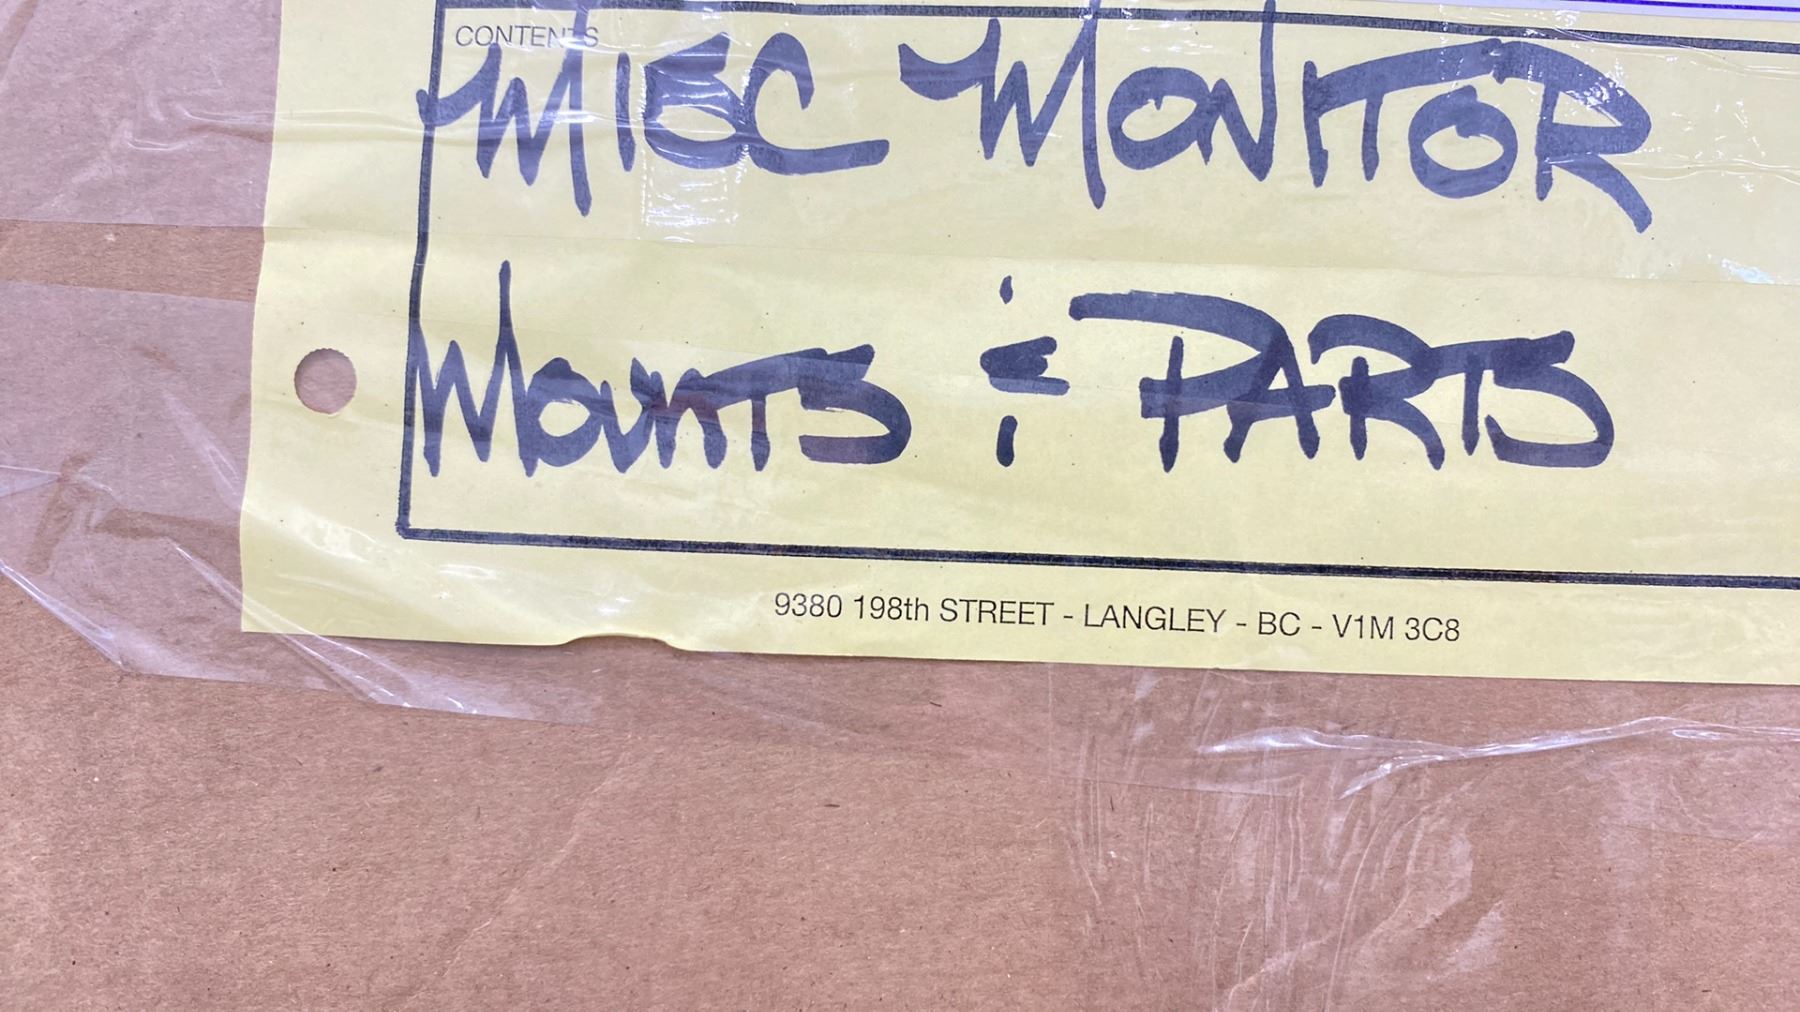 CONTENTS
MISC MONITOR
MOUNTS & PARTS
9380 198th STREET - LANGLEY - BC - V1M 3C8